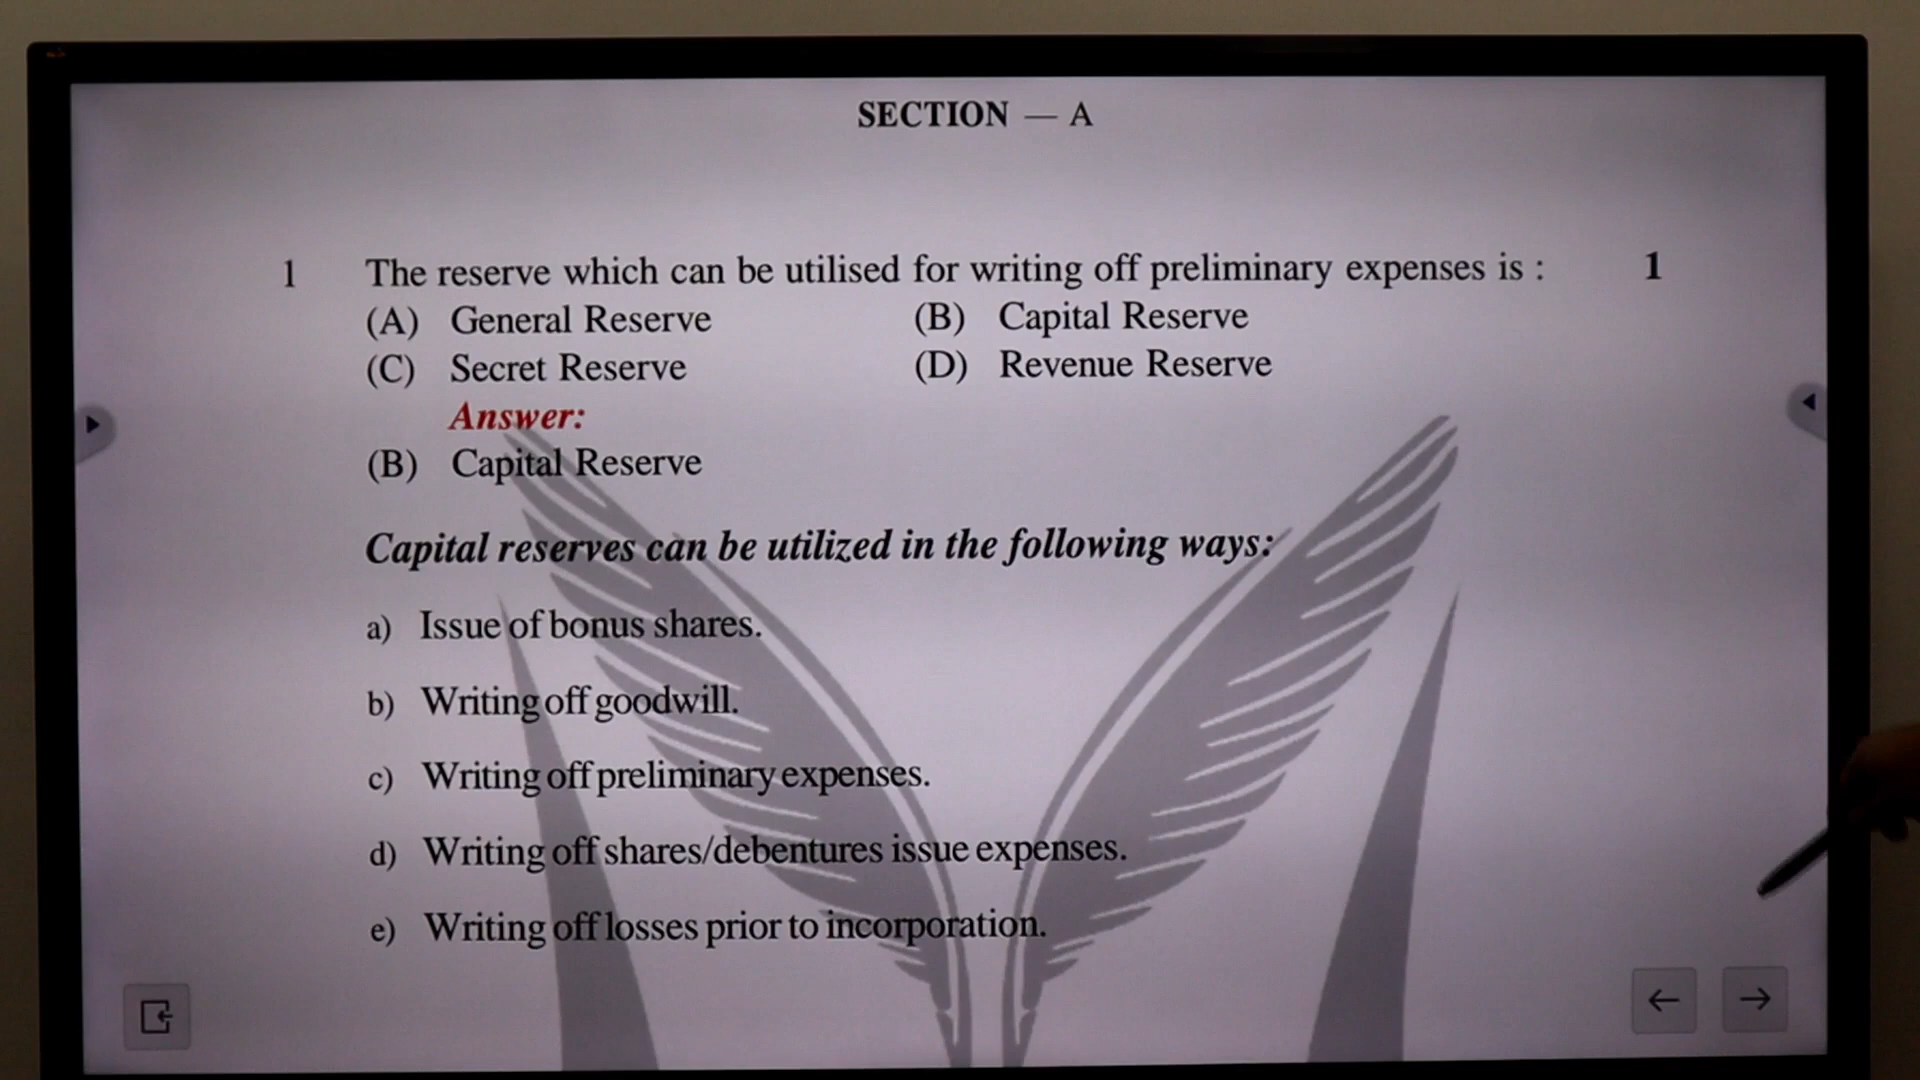 SECTION — A
1 The reserve which can be utilised for writing off preliminary expenses is : 1
(A) General Reserve (B) Capital Reserve
(C) Secret Reserve (D) Revenue Reserve
Answer:
(B) Capital Reserve
Capital reserves can be utilized in the following ways:
a) Issue of bonus shares.
b) Writing off goodwill.
c) Writing off preliminary expenses.
d) Writing off shares/debentures issue expenses.
e) Writing off losses prior to incorporation.